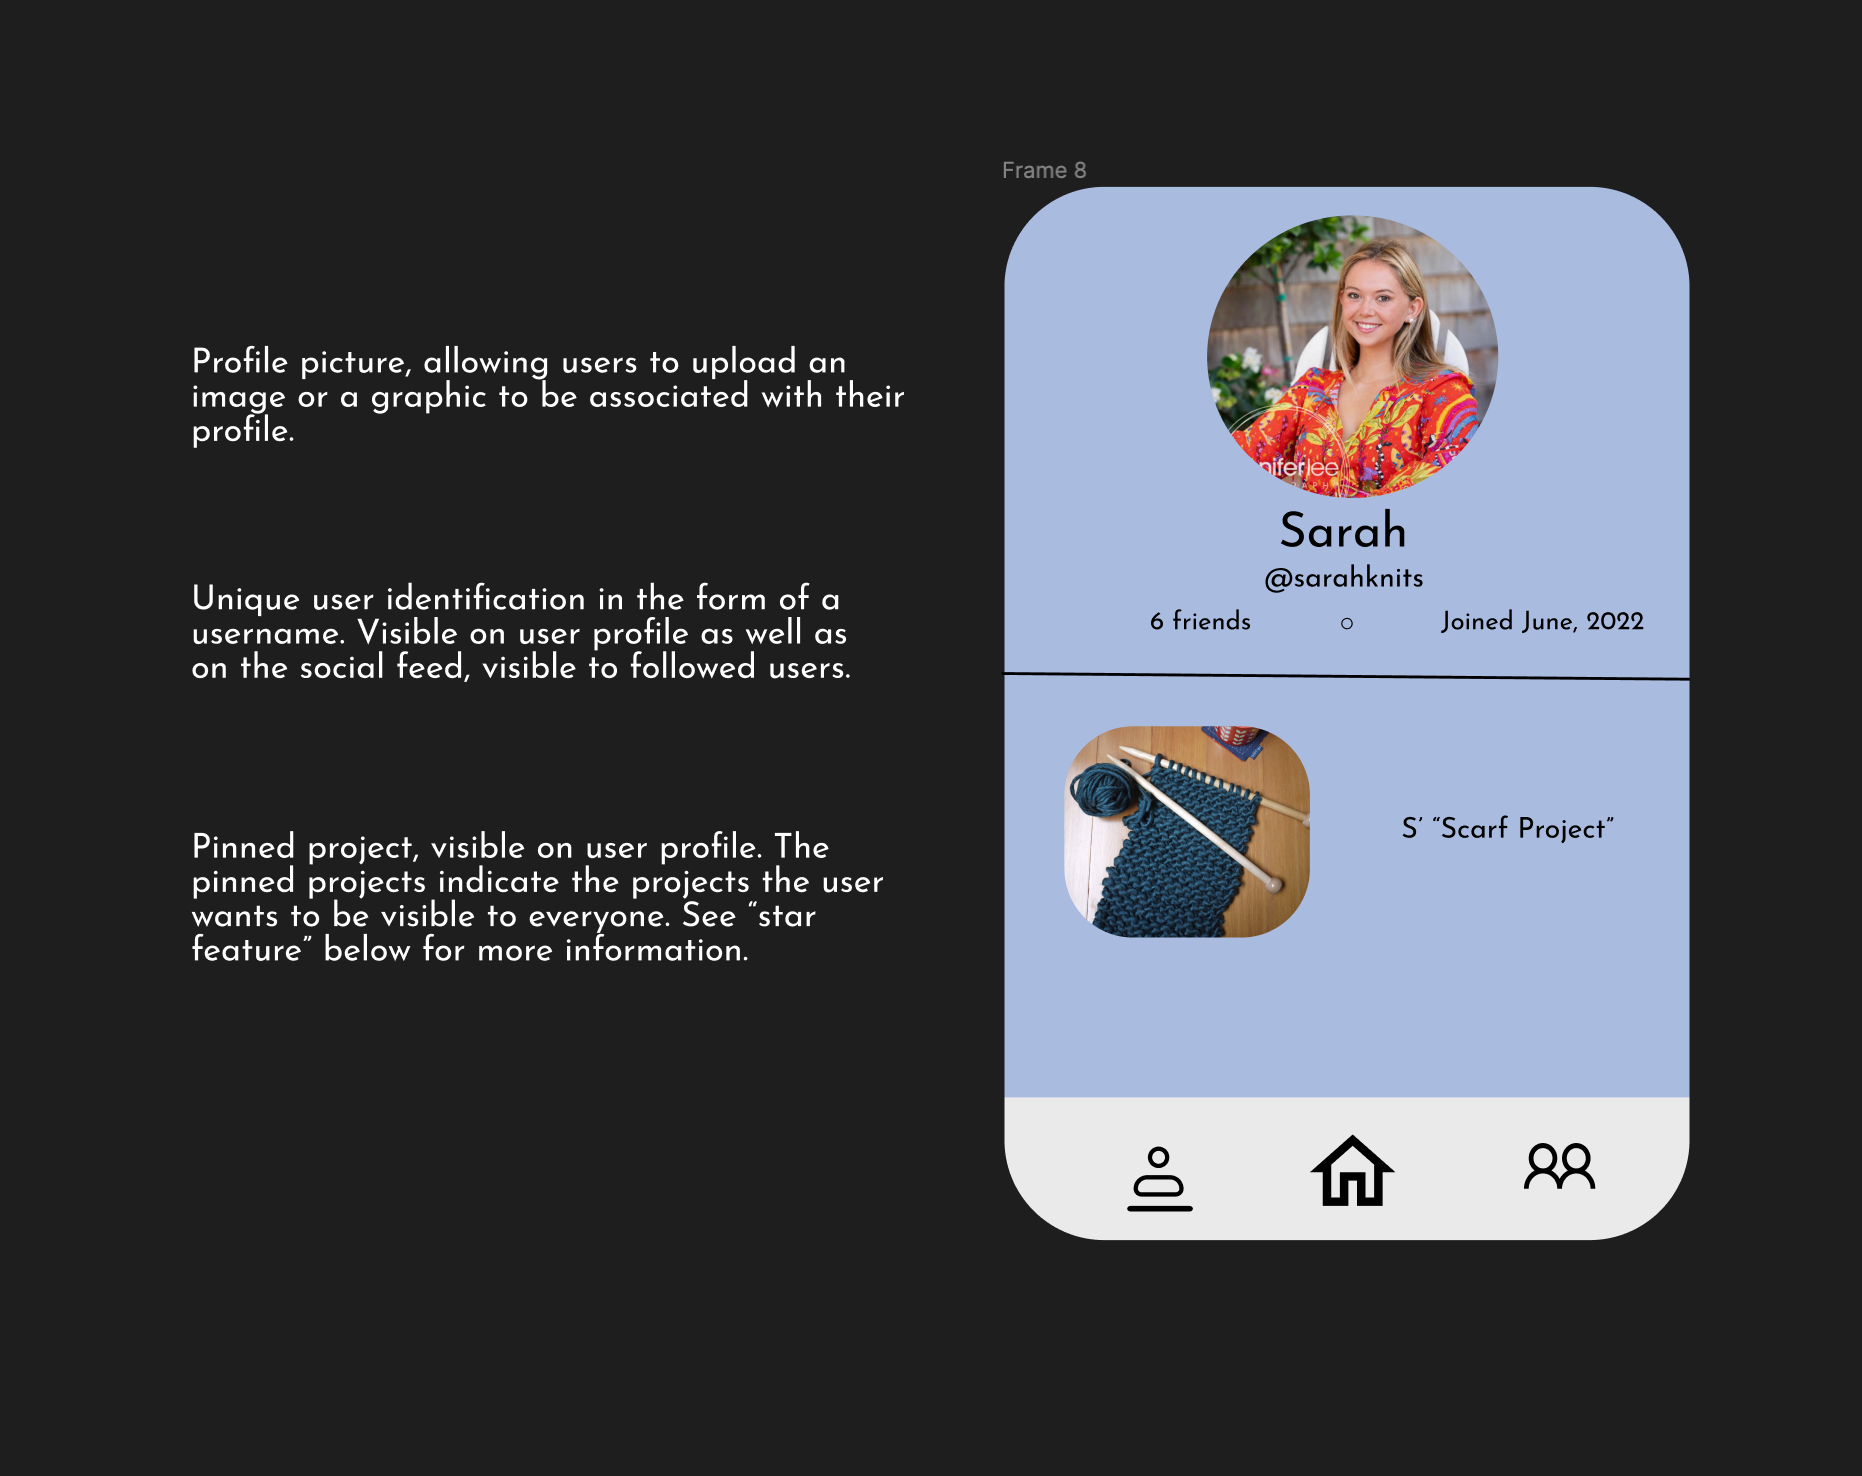 Frame 8
Profile picture, allowing users to upload an
image or a graphic to be associated with their
profile.
Unique user identification in the form of a
username. Visible on user profile as well as
on the social feed, visible to followed users.
Pinned project, visible on user profile. The
pinned projects indicate the projects the user
wants to be visible to everyone. See “star
feature” below for more information.
niferlee
Sarah
@sarahknits
6 friends ○ Joined June, 2022
S’ “Scarf Project”